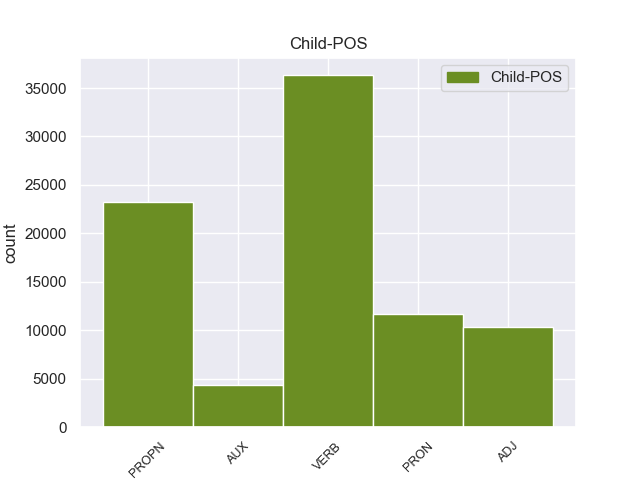 Child-POS
Child-POS
35000
30000
25000
20000
15000
10000
5000
0
count
PROPN
AUX
VERB
PRON
ADJ